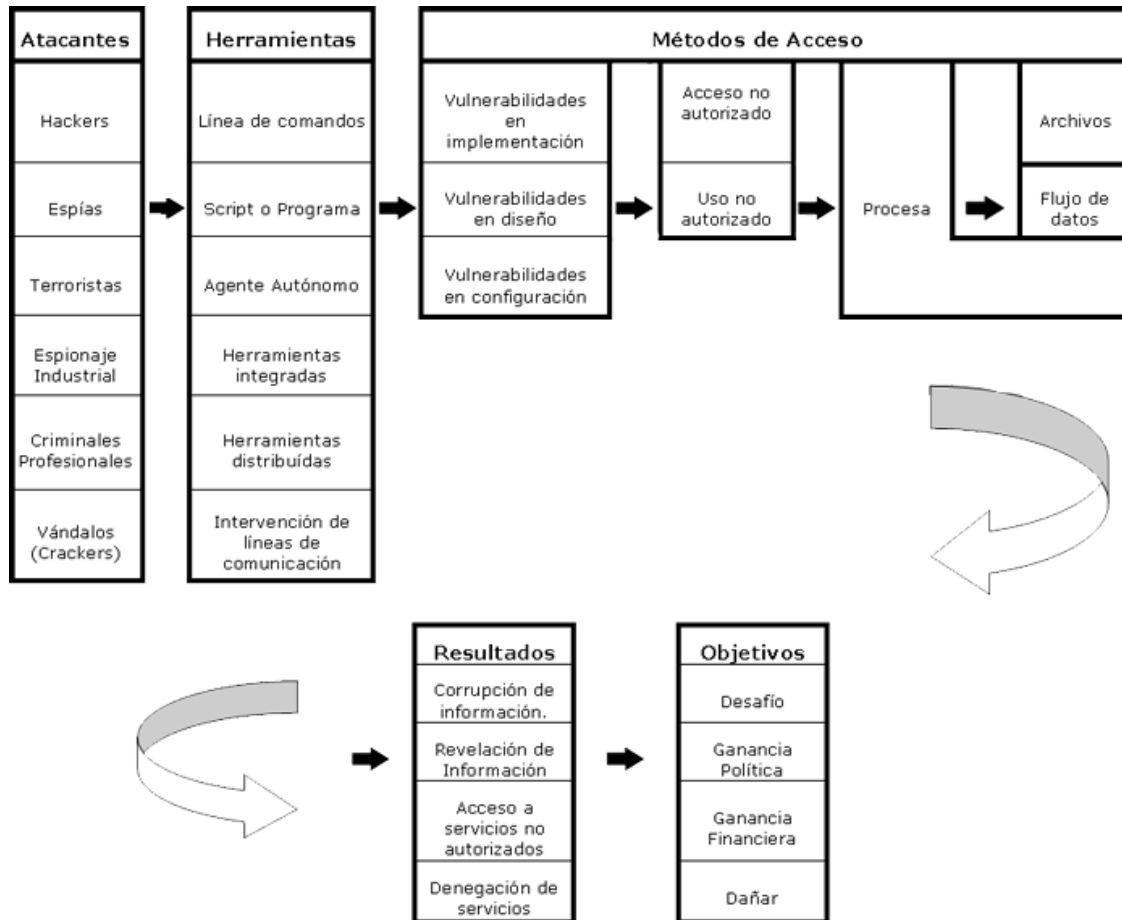 Atacantes
Hackers
Espías
Terroristas
Espionaje
Industrial
Criminales
Profesionales
Vándalos
(Crackers)
Herramientas
Línea de comandos
Script o Programa
Agente Autónomo
Herramientas
integradas
Herramientas
distribuídas
Intervención de
líneas de
comunicación
Métodos de Acceso
Vulnerabilidades
en
implementación
Vulnerabilidades
en diseño
Vulnerabilidades
en configuración
Acceso no
autorizado
Uso no
autorizado
Procesa
Archivos
Flujo de
datos
Resultados
Corrupción de
información.
Revelación de
Información
Acceso a
servicios no
autorizados
Denegación de
servicios
Objetivos
Desafío
Ganancia
Política
Ganancia
Financiera
Dañar